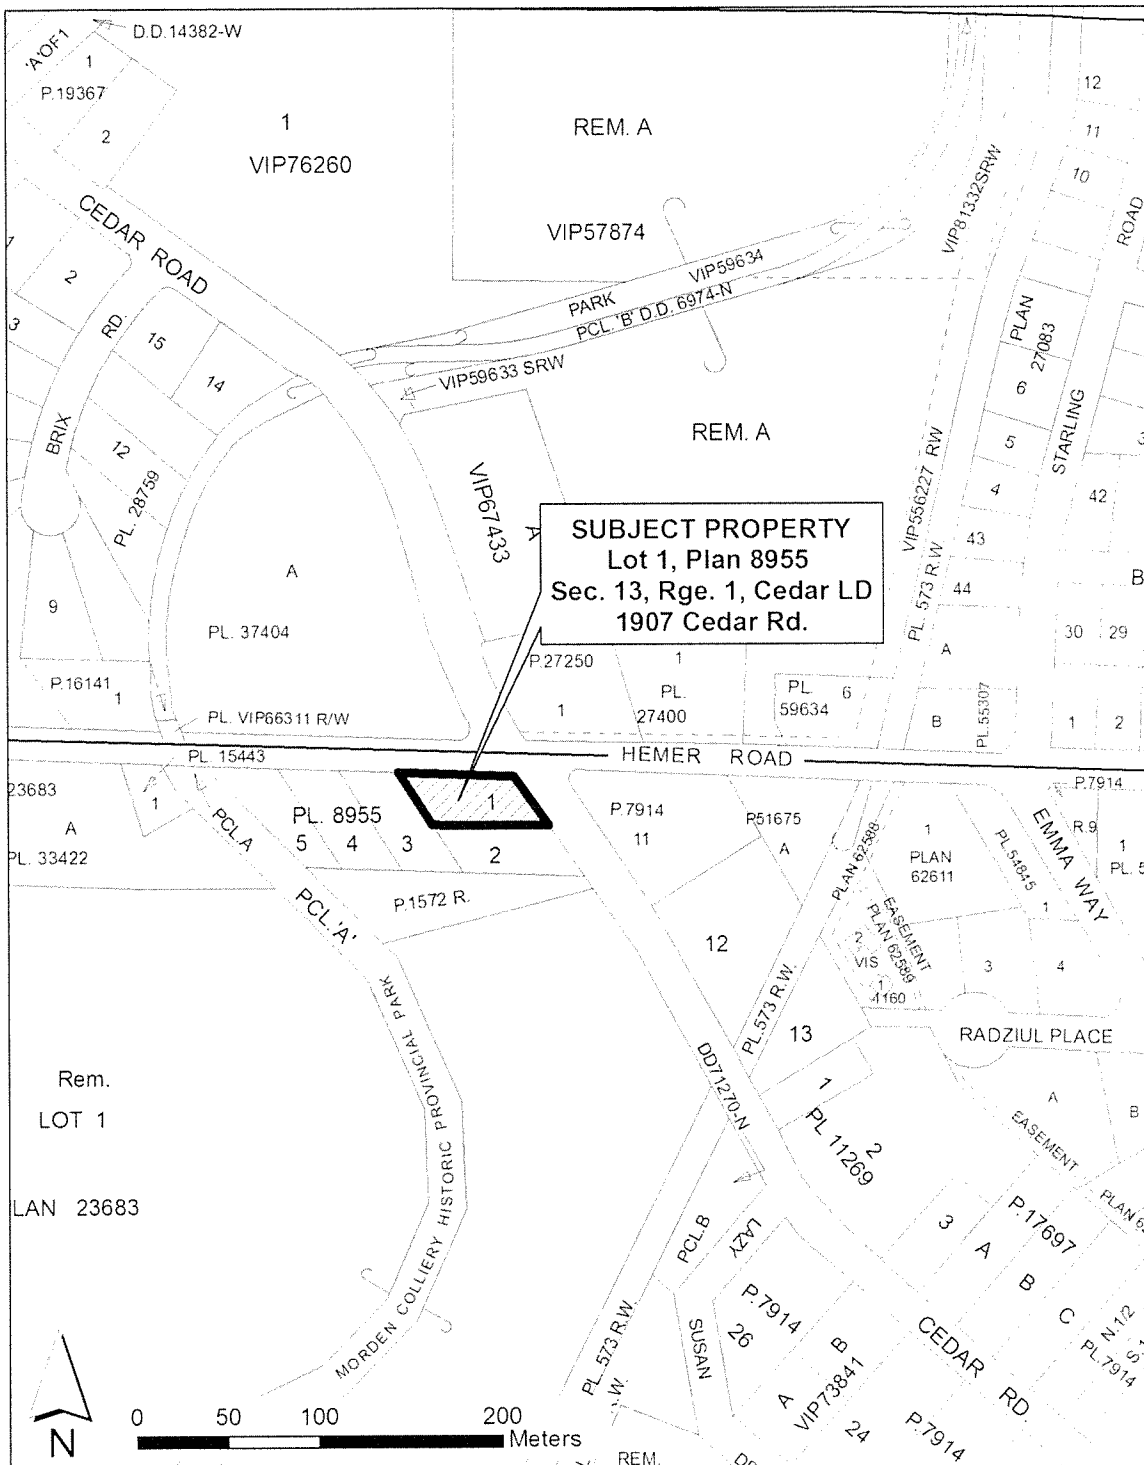 D.D.14382-W
'A'OF1
1
P.19367
2
1
VIP76260
REM. A
VIP57874
12
11
10
ROAD
VIP81332SRW
CEDAR ROAD
2
3
RD.
15
14
BRIX
12
PL. 28759
9
PARK
VIP59634
PCL. 'B' D.D. 6974-N
VIP59633 SRW
REM. A
VIP67433
A
PLAN
27083
6
5
4
43
44
STARLING
42
3
B
30
29
VIP556227 RW
PL. 573 R.W
SUBJECT PROPERTY
Lot 1, Plan 8955
Sec. 13, Rge. 1, Cedar LD
1907 Cedar Rd.
A
PL. 37404
P.16141
1
PL. VIP66311 R/W
P.27250
1
1
PL.
27400
PL.
59634
6
A
B
PL.55307
1
2
PL. 15443
HEMER ROAD
23683
A
PL. 33422
1
PCL.A
PL. 8955
5
4
3
1
2
P.1572 R.
PCL.'A'
P.7914
11
P51675
A
PLAN 62588
1
PLAN
62611
PL.54845
1
EMMA WAY
P.7914
R.9
1
PL. 5
EASEMENT
PLAN 62589
2
VIS
1
4160
3
4
12
13
PL.573 R.W.
RADZIUL PLACE
A
B
EASEMENT
PLAN 62
Rem.
LOT 1
LAN 23683
MORDEN COLLIERY HISTORIC PROVINCIAL PARK
DD71270-N
1
2
PL 11269
3
A
B
C
P.17697
N.1/2
S.1
PL.7914
PCL.B
LAZY
SUSAN
P.7914
26
A
B
VIP73841
24
CEDAR RD.
P.7914
PL. 573 R.W.
W.
REM.
N
0 50 100 200
Meters